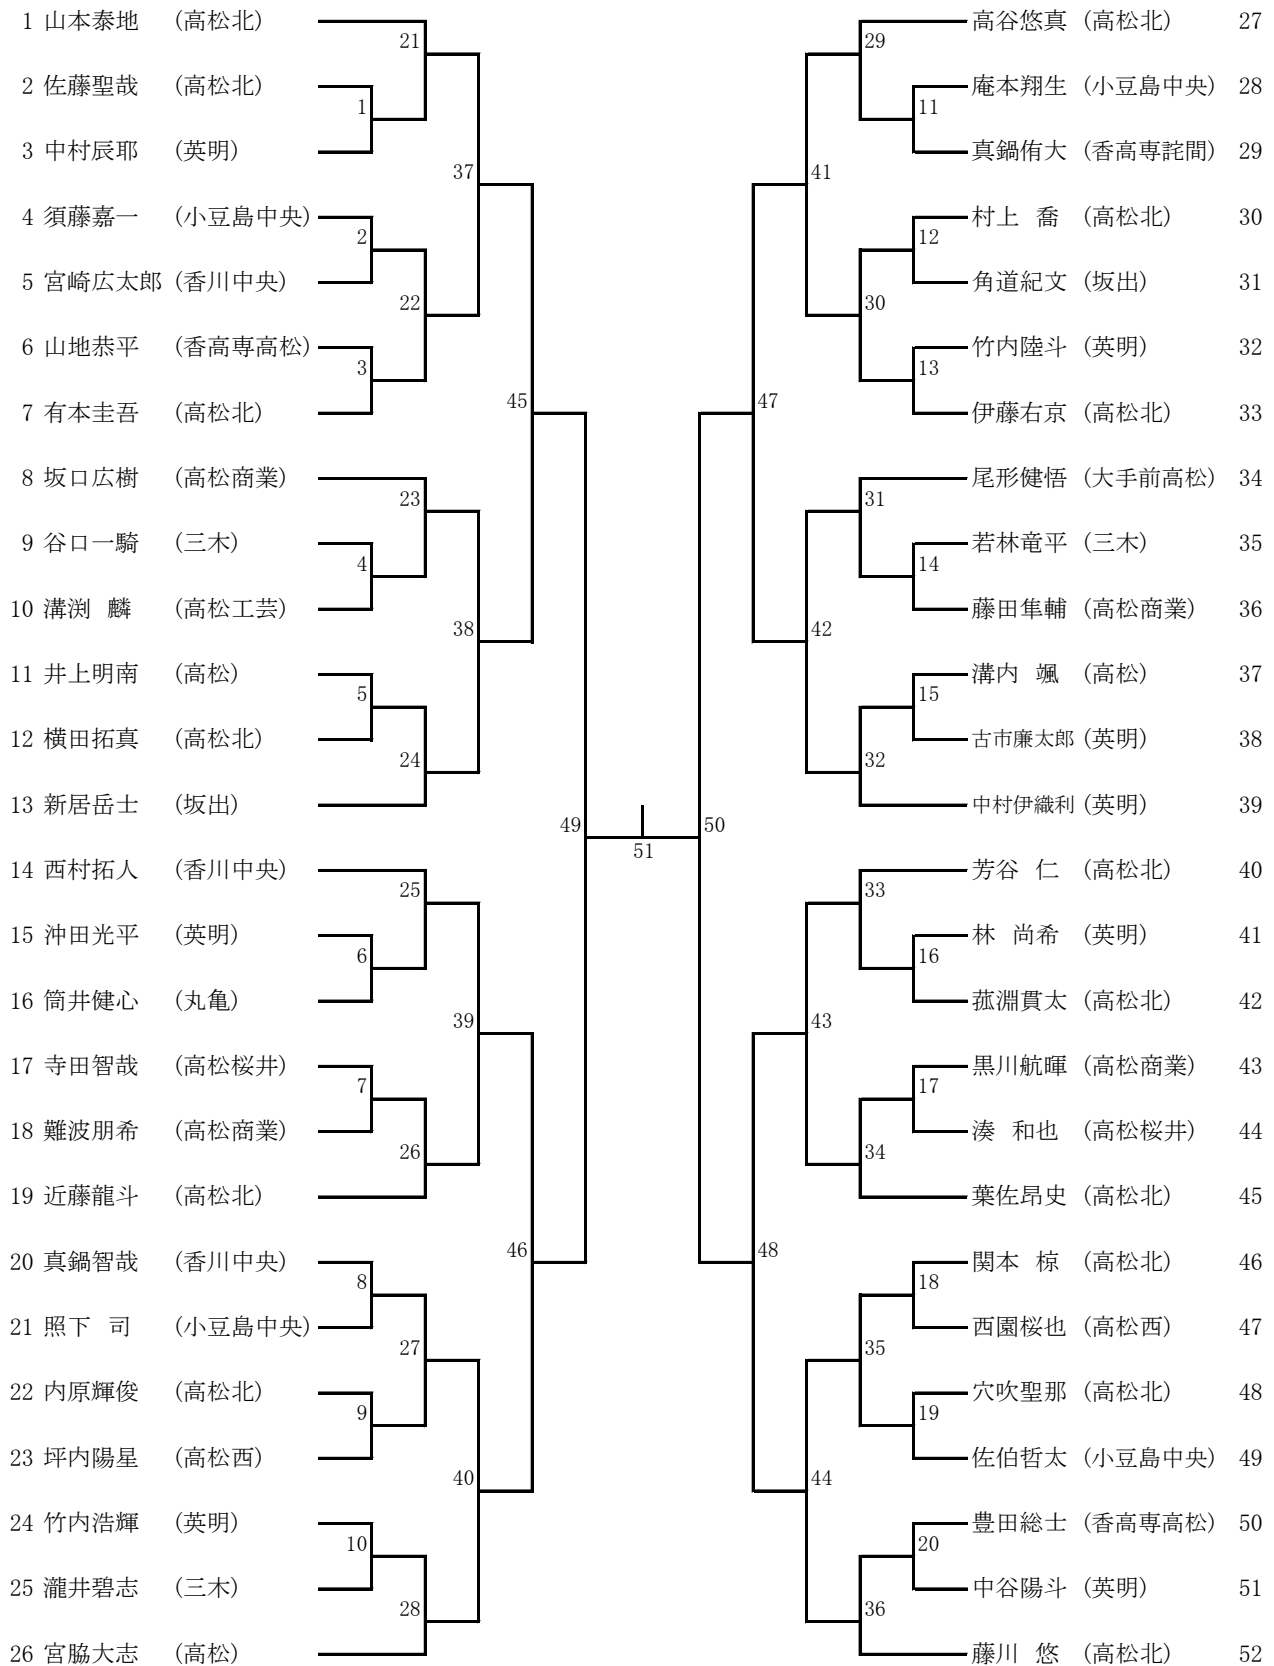 1 山本泰地 (高松北)
2 佐藤聖哉 (高松北)
3 中村辰耶 (英明)
4 須藤嘉一 (小豆島中央)
5 宮崎広太郎 (香川中央)
6 山地恭平 (香高専高松)
7 有本圭吾 (高松北)
8 坂口広樹 (高松商業)
9 谷口一騎 (三木)
10 溝渕 麟 (高松工芸)
11 井上明南 (高松)
12 横田拓真 (高松北)
13 新居岳士 (坂出)
14 西村拓人 (香川中央)
15 沖田光平 (英明)
16 筒井健心 (丸亀)
17 寺田智哉 (高松桜井)
18 難波朋希 (高松商業)
19 近藤龍斗 (高松北)
20 真鍋智哉 (香川中央)
21 照下 司 (小豆島中央)
22 内原輝俊 (高松北)
23 坪内陽星 (高松西)
24 竹内浩輝 (英明)
25 瀧井碧志 (三木)
26 宮脇大志 (高松)
1
2
3
4
5
6
7
8
9
10
21
22
23
24
25
26
27
28
37
38
39
40
45
46
49
51
50
47
48
41
42
43
44
29
30
31
32
33
34
35
36
11
12
13
14
15
16
17
18
19
20
高谷悠真 (高松北) 27
庵本翔生 (小豆島中央) 28
真鍋侑大 (香高専詫間) 29
村上 喬 (高松北) 30
角道紀文 (坂出) 31
竹内陸斗 (英明) 32
伊藤右京 (高松北) 33
尾形健悟 (大手前高松) 34
若林竜平 (三木) 35
藤田隼輔 (高松商業) 36
溝内 颯 (高松) 37
古市廉太郎 (英明) 38
中村伊織利 (英明) 39
芳谷 仁 (高松北) 40
林 尚希 (英明) 41
菰淵貫太 (高松北) 42
黒川航暉 (高松商業) 43
湊 和也 (高松桜井) 44
葉佐昂史 (高松北) 45
関本 椋 (高松北) 46
西園桜也 (高松西) 47
穴吹聖那 (高松北) 48
佐伯哲太 (小豆島中央) 49
豊田総士 (香高専高松) 50
中谷陽斗 (英明) 51
藤川 悠 (高松北) 52